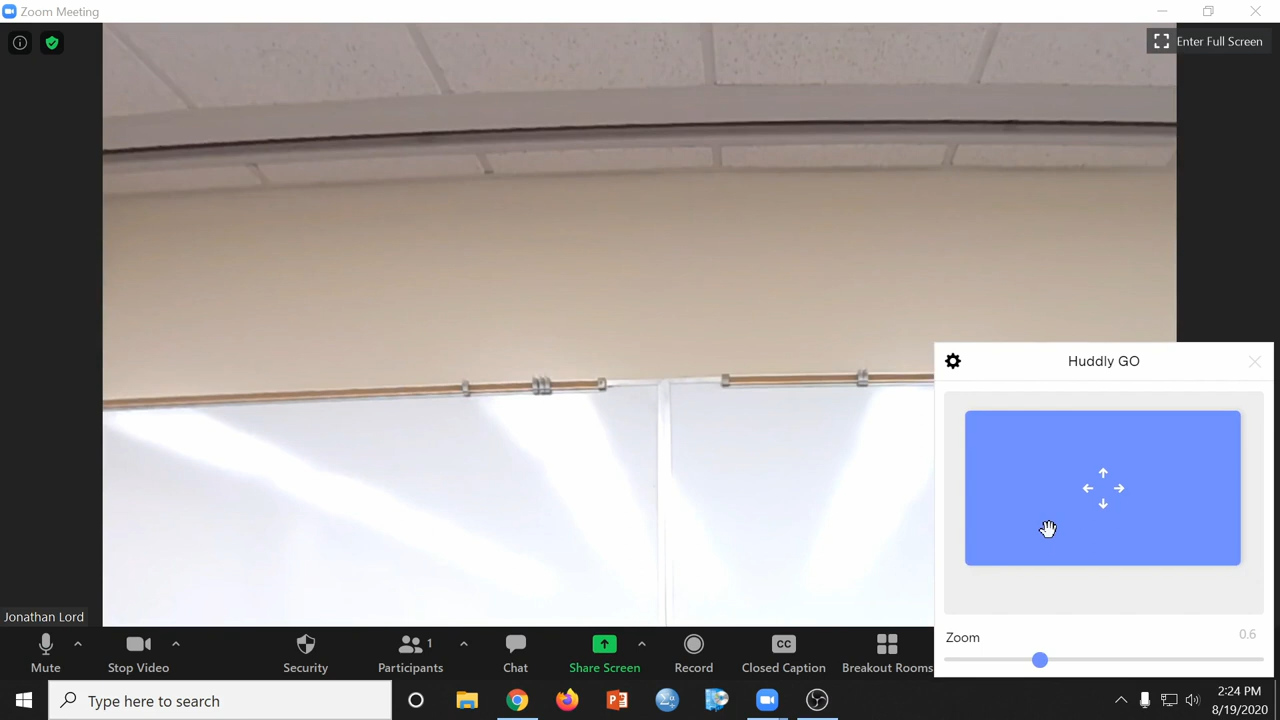 Zoom Meeting
Enter Full Screen
Huddly GO
Zoom
0.6
Jonathan Lord
Mute
Stop Video
Security
1
Participants
Chat
Share Screen
Record
CC
Closed Caption
Breakout Rooms
Type here to search
2:24 PM
8/19/2020